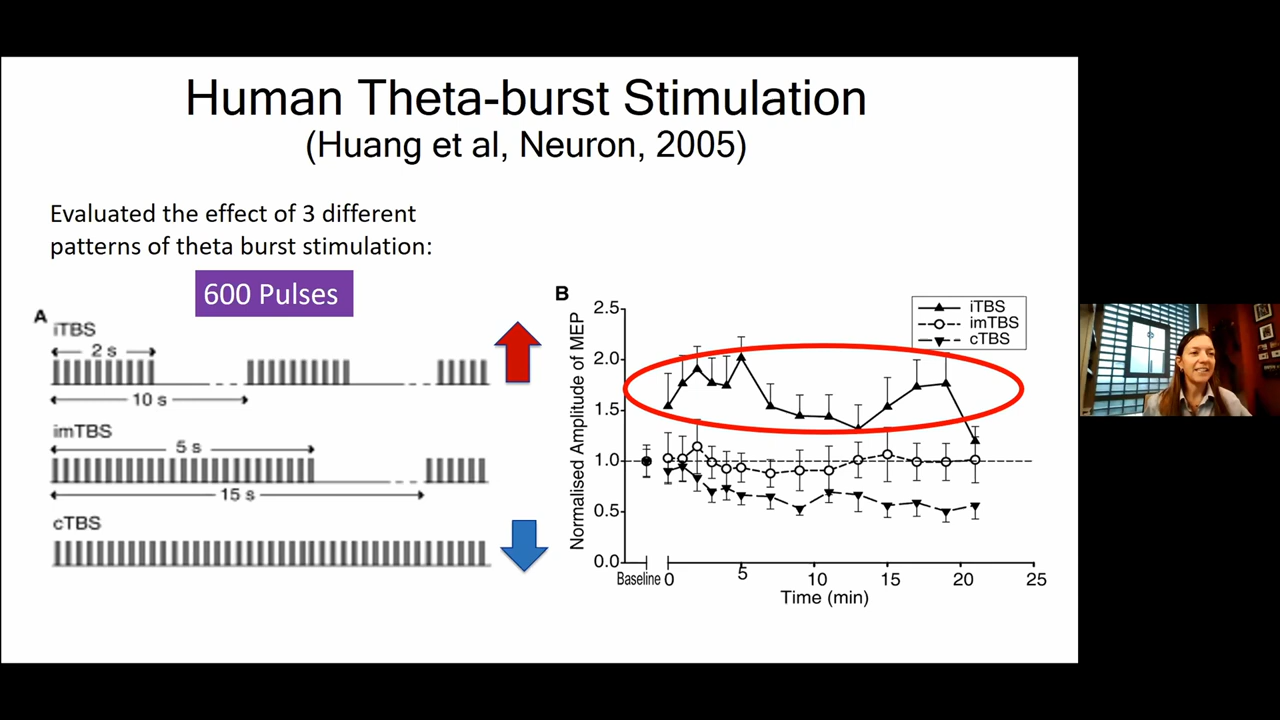 Human Theta-burst Stimulation
(Huang et al, Neuron, 2005)
Evaluated the effect of 3 different
patterns of theta burst stimulation:
600 Pulses
A
iTBS
2 s
10 s
imTBS
5 s
15 s
cTBS
B
iTBS
imTBS
cTBS
Normalised Amplitude of MEP
2.5
2.0
1.5
1.0
0.5
0.0
Baseline 0 5 10 15 20 25
Time (min)